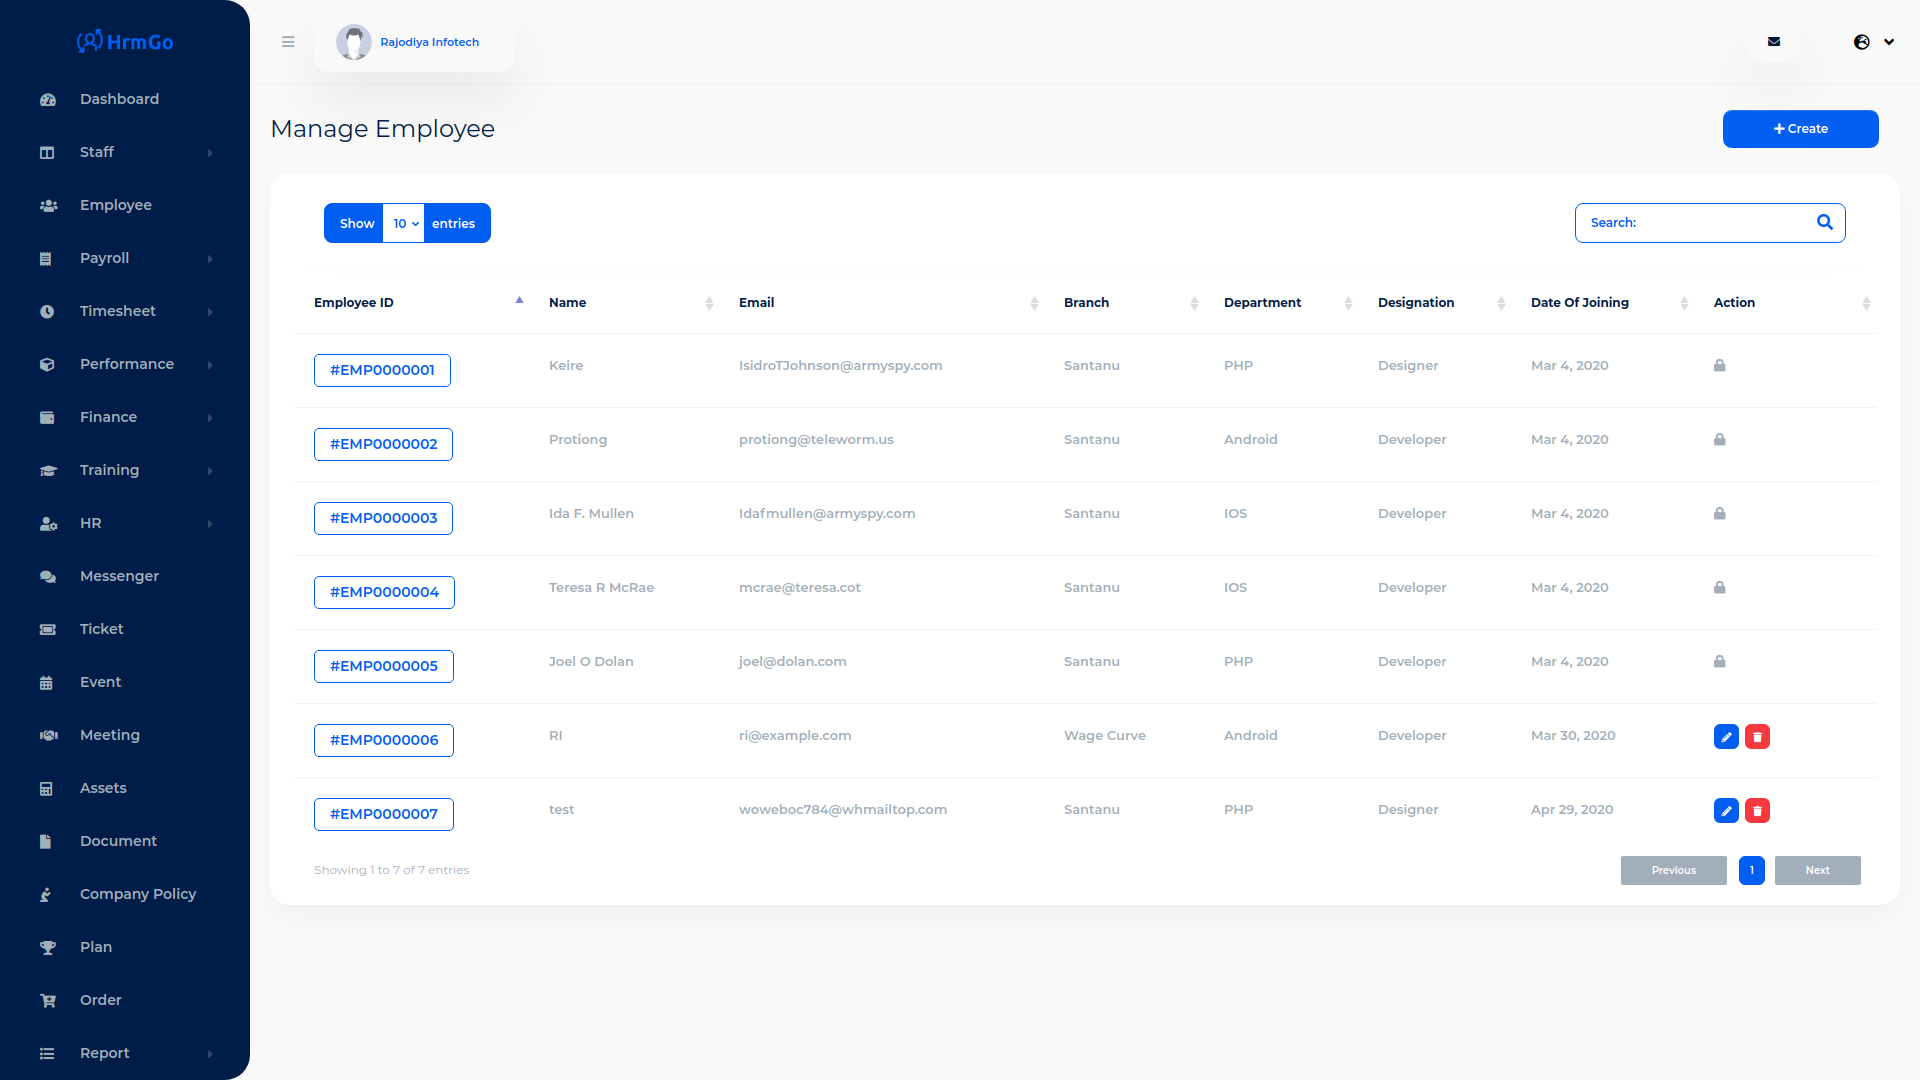 HrmGo
Rajodiya Infotech
Dashboard
Staff
Employee
Payroll
Timesheet
Performance
Finance
Training
HR
Messenger
Ticket
Event
Meeting
Assets
Document
Company Policy
Plan
Order
Report
Manage Employee
Create
Show 10 entries
Search:
Employee ID Name Email Branch Department Designation Date Of Joining Action
#EMP0000001 Keire IsidroTJohnson@armyspy.com Santanu PHP Designer Mar 4, 2020
#EMP0000002 Protiong protiong@teleworm.us Santanu Android Developer Mar 4, 2020
#EMP0000003 Ida F. Mullen Idafmullen@armyspy.com Santanu IOS Developer Mar 4, 2020
#EMP0000004 Teresa R McRae mcrae@teresa.cot Santanu IOS Developer Mar 4, 2020
#EMP0000005 Joel O Dolan joel@dolan.com Santanu PHP Developer Mar 4, 2020
#EMP0000006 RI ri@example.com Wage Curve Android Developer Mar 30, 2020
#EMP0000007 test woweboc784@whmailtop.com Santanu PHP Designer Apr 29, 2020
Showing 1 to 7 of 7 entries
Previous 1 Next